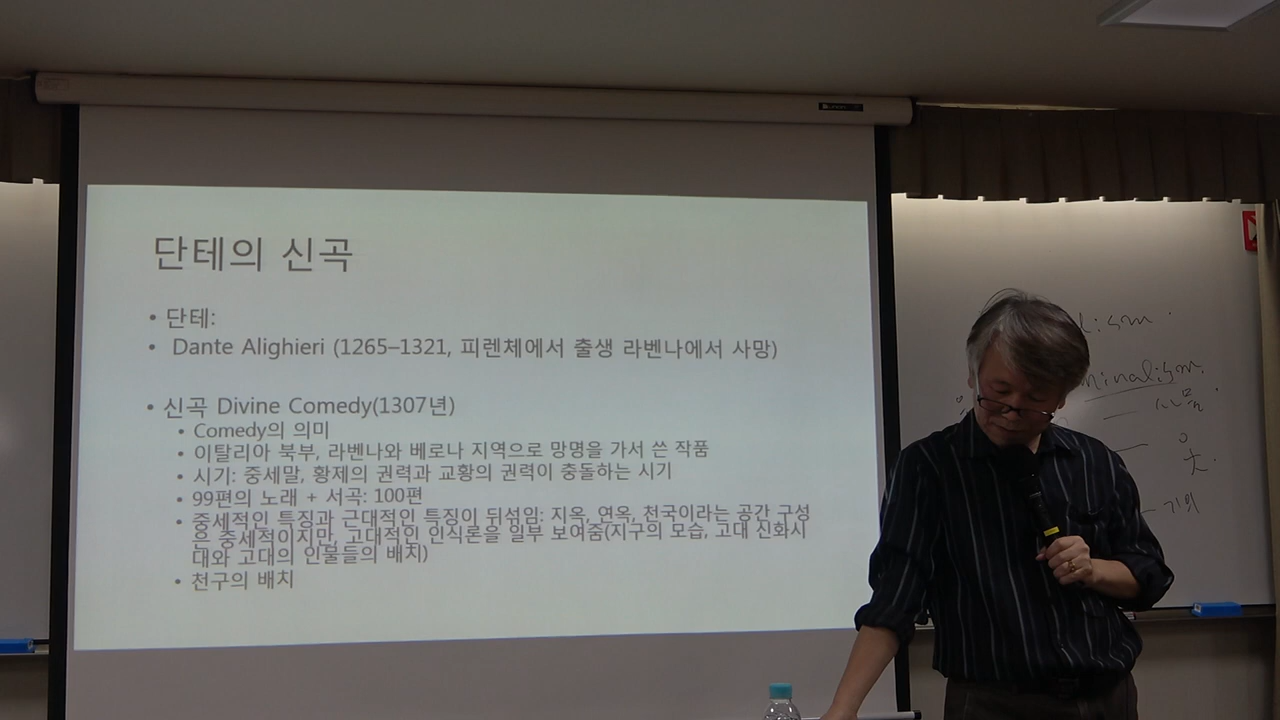 단테의 신곡
• 단테:
• Dante Alighieri (1265–1321, 피렌체에서 출생 라벤나에서 사망)
• 신곡 Divine Comedy(1307년)
• Comedy의 의미
• 이탈리아 북부, 라벤나와 베로나 지역으로 망명을 가서 쓴 작품
• 시기: 중세말, 황제의 권력과 교황의 권력이 충돌하는 시기
• 99편의 노래 + 서곡: 100편
• 중세적인 특징과 근대적인 특징이 뒤섞임: 지옥, 연옥, 천국이라는 공간 구성
은 중세적이지만, 고대적인 인식론을 일부 보여줌(지구의 모습, 고대 신화시
대와 고대의 인물들의 배치)
• 천구의 배치
minalism.